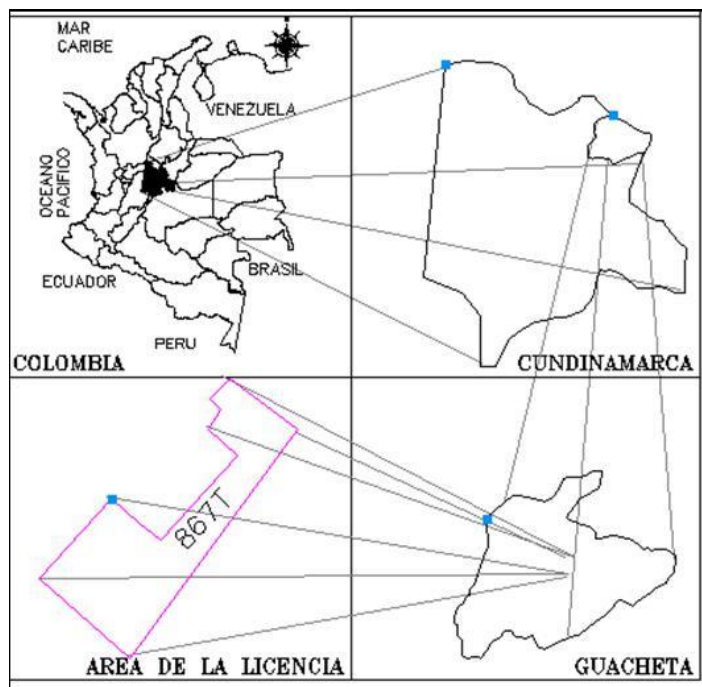 MAR
CARIBE
VENEZUELA
OCEANO
PACIFICO
ECUADOR
BRASIL
PERU
COLOMBIA
CUNDINAMARCA
867T
AREA DE LA LICENCIA
GUACHETA